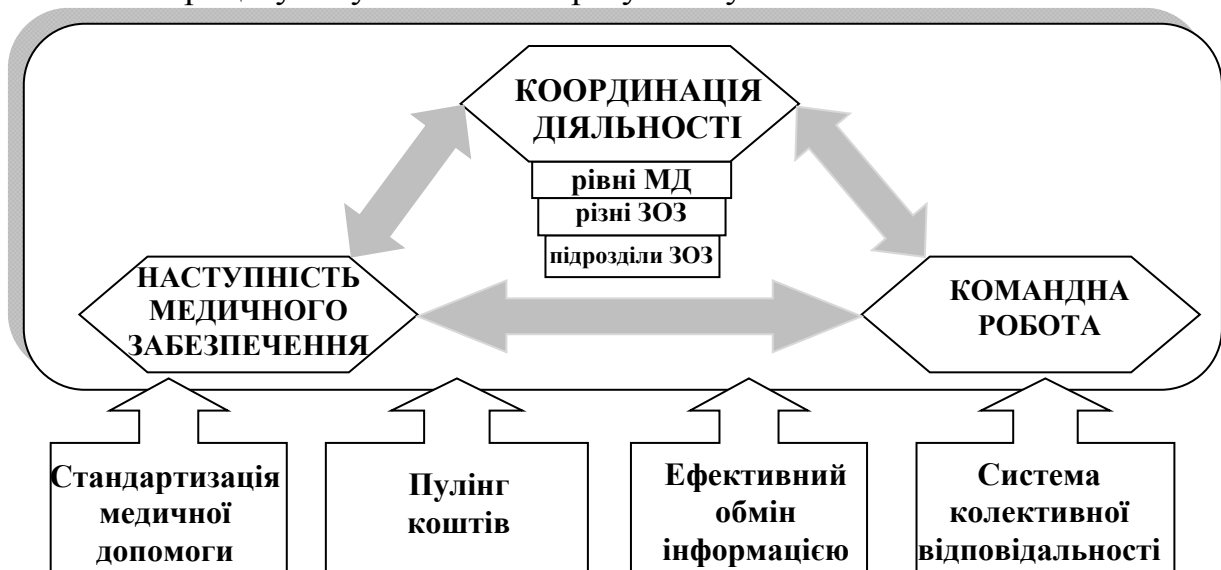 КООРДИНАЦІЯ
ДІЯЛЬНОСТІ
рівні МД
різні ЗОЗ
підрозділи ЗОЗ
НАСТУПНІСТЬ
МЕДИЧНОГО
ЗАБЕЗПЕЧЕННЯ
КОМАНДНА
РОБОТА
Стандартизація
медичної
допомоги
Пулінг
коштів
Ефективний
обмін
інформацією
Система
колективної
відповідальності